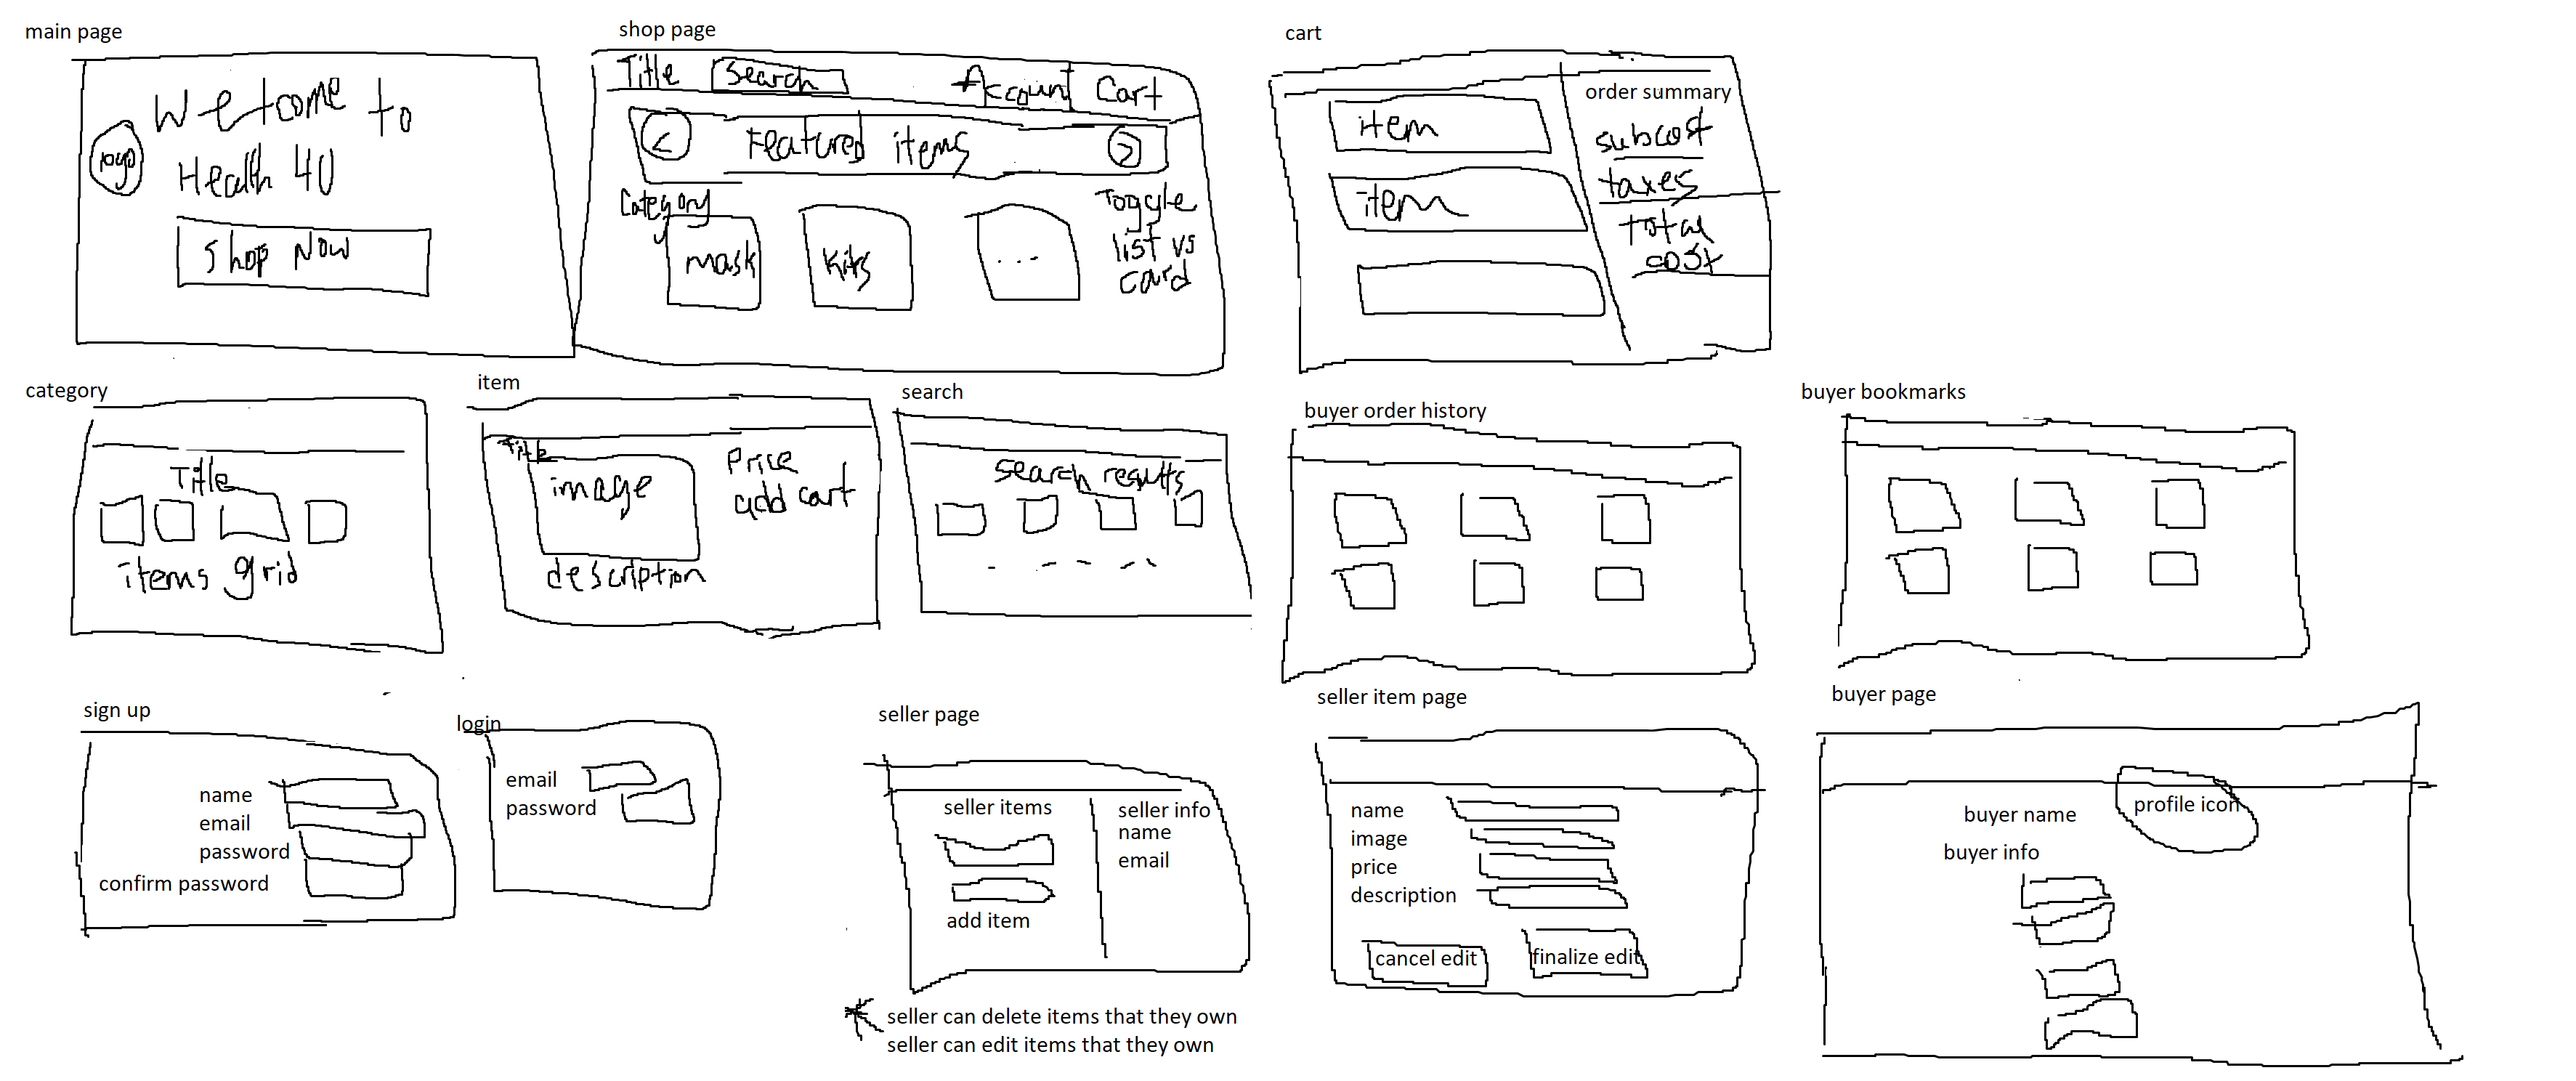 main page
Welcome to
Health 4U
logo
Shop Now
shop page
Title
Search
Account
Cart
<
Featured items
>
Category
mask
Kits
...
Toggle
list vs
card
cart
item
item
order summary
subcost
taxes
total
cost
category
Title
items grid
item
Title
image
Price
add cart
description
search
search results
buyer order history
buyer bookmarks
sign up
name
email
password
confirm password
login
email
password
seller page
seller items
add item
seller info
name
email
seller can delete items that they own
seller can edit items that they own
seller item page
name
image
price
description
cancel edit
finalize edit
buyer page
buyer name
profile icon
buyer info